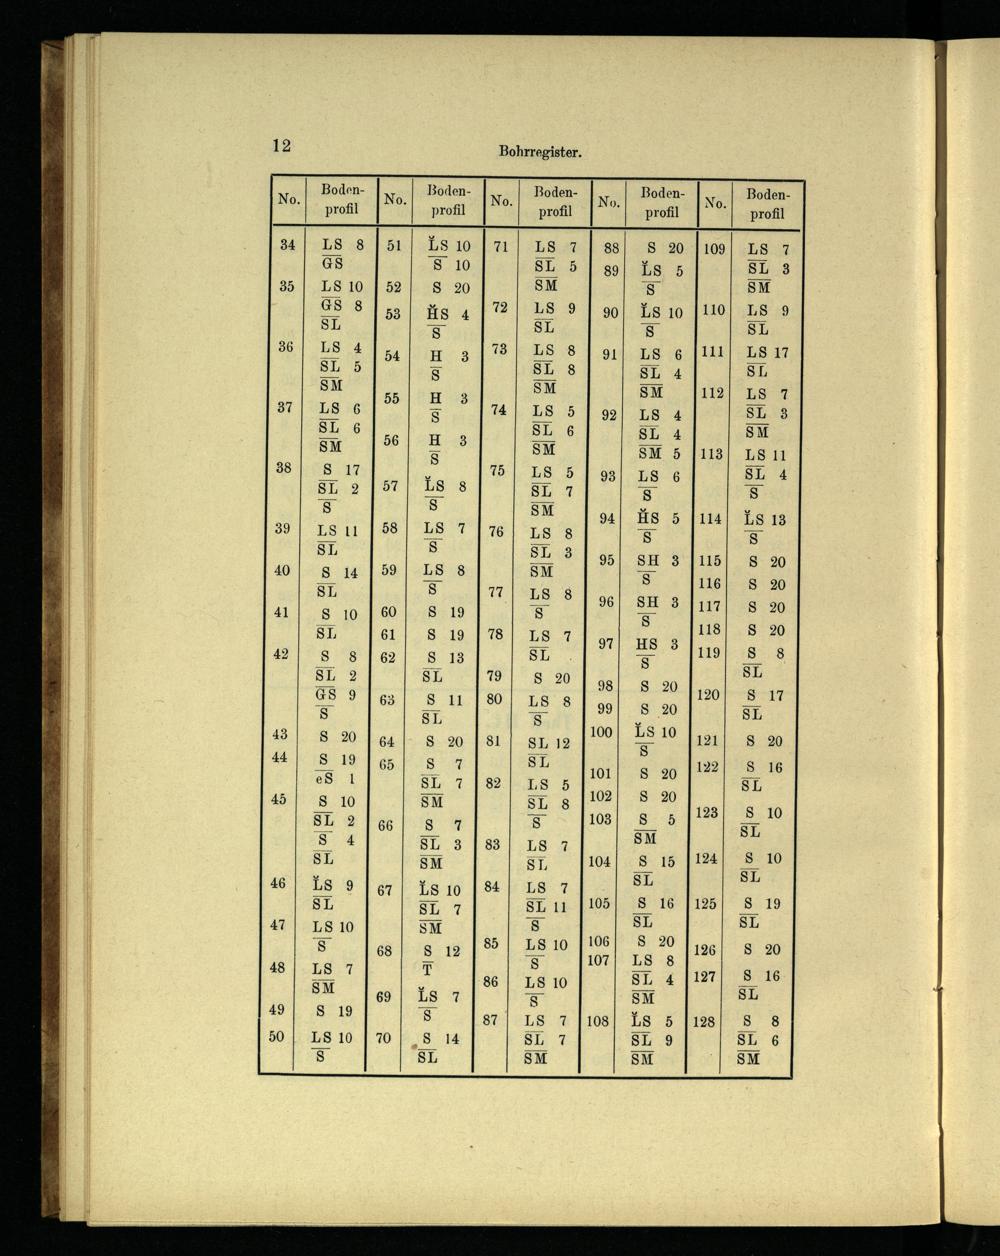 12
Bohrregister.
No. Boden-profil No. Boden-profil No. Boden-profil No. Boden-profil No. Boden-profil
34 LS 8
GS
35 LS 10
GS 8
SL
36 LS 4
SL 5
SM
37 LS 6
SL 6
SM
38 S 17
SL 2
S
39 LS 11
SL
40 S 14
SL
41 S 10
SL
42 S 8
SL 2
GS 9
S
43 S 20
44 S 19
eS 1
45 S 10
SL 2
S 4
SL
46 L̆S 9
SL
47 LS 10
S
48 LS 7
SM
49 S 19
50 LS 10
S
51 L̆S 10
S 10
52 S 20
53 H̆S 4
S
54 H 3
S
55 H 3
S
56 H 3
S
57 L̆S 8
S
58 LS 7
S
59 LS 8
S
60 S 19
61 S 19
62 S 13
SL
63 S 11
SL
64 S 20
65 S 7
SL 7
SM
66 S 7
SL 3
SM
67 L̆S 10
SL 7
SM
68 S 12
T
69 L̆S 7
S
70 S 14
SL
71 LS 7
SL 5
SM
72 LS 9
SL
73 LS 8
SL 8
SM
74 LS 5
SL 6
SM
75 LS 5
SL 7
SM
76 LS 8
SL 3
SM
77 LS 8
S
78 LS 7
SL
79 S 20
80 LS 8
S
81 SL 12
SL
82 LS 5
SL 8
S
83 LS 7
SL
84 LS 7
SL 11
S
85 LS 10
S
86 LS 10
S
87 LS 7
SL 7
SM
88 S 20
89 L̆S 5
S
90 L̆S 10
S
91 LS 6
SL 4
SM
92 LS 4
SL 4
SM 5
93 LS 6
S
94 H̆S 5
S
95 SH 3
S
96 SH 3
S
97 HS 3
S
98 S 20
99 S 20
100 L̆S 10
S
101 S 20
102 S 20
103 S 5
SM
104 S 15
SL
105 S 16
SL
106 S 20
107 LS 8
SL 4
SM
108 L̆S 5
SL 9
SM
109 LS 7
SL 3
SM
110 LS 9
SL
111 LS 17
SL
112 LS 7
SL 3
SM
113 LS 11
SL 4
S
114 L̆S 13
S
115 S 20
116 S 20
117 S 20
118 S 20
119 S 8
SL
120 S 17
SL
121 S 20
122 S 16
SL
123 S 10
SL
124 S 10
SL
125 S 19
SL
126 S 20
127 S 16
SL
128 S 8
SL 6
SM